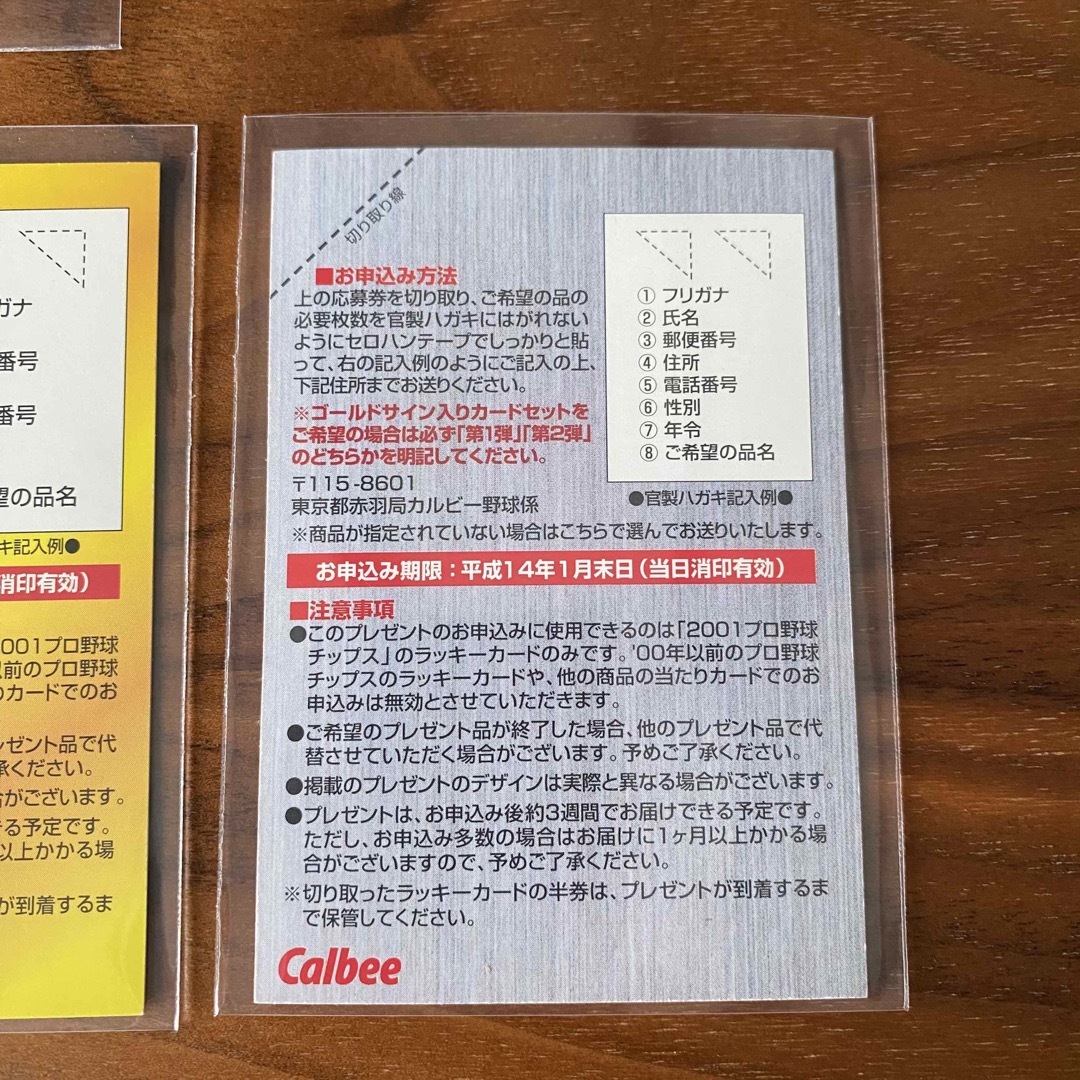 フリガナ
番号
番号
望の品名
キ記入例●
消印有効）
2001プロ野球
以前のプロ野球
のカードでのお
レゼント品で代
承ください。
合がございます。
きる予定です。
以上かかる場
が到着するま
切り取り線
■お申込み方法
上の応募券を切り取り、ご希望の品の
必要枚数を官製ハガキにはがれない
ようにセロハンテープでしっかりと貼
って、右の記入例のようにご記入の上、
下記住所までお送りください。
※ゴールドサイン入りカードセットを
ご希望の場合は必ず「第1弾」「第2弾」
のどちらかを明記してください。
〒115-8601
東京都赤羽局カルビー野球係
① フリガナ
② 氏名
③ 郵便番号
④ 住所
⑤ 電話番号
⑥ 性別
⑦ 年令
⑧ ご希望の品名
●官製ハガキ記入例●
※商品が指定されていない場合はこちらで選んでお送りいたします。
お申込み期限：平成14年1月末日（当日消印有効）
■注意事項
●このプレゼントのお申込みに使用できるのは「2001プロ野球
チップス」のラッキーカードのみです。'00年以前のプロ野球
チップスのラッキーカードや、他の商品の当たりカードでのお
申込みは無効とさせていただきます。
●ご希望のプレゼント品が終了した場合、他のプレゼント品で代
替させていただく場合がございます。予めご了承ください。
●掲載のプレゼントのデザインは実際と異なる場合がございます。
●プレゼントは、お申込み後約3週間でお届けできる予定です。
ただし、お申込み多数の場合はお届けに1ヶ月以上かかる場
合がございますので、予めご了承ください。
※切り取ったラッキーカードの半券は、プレゼントが到着するま
で保管してください。
Calbee